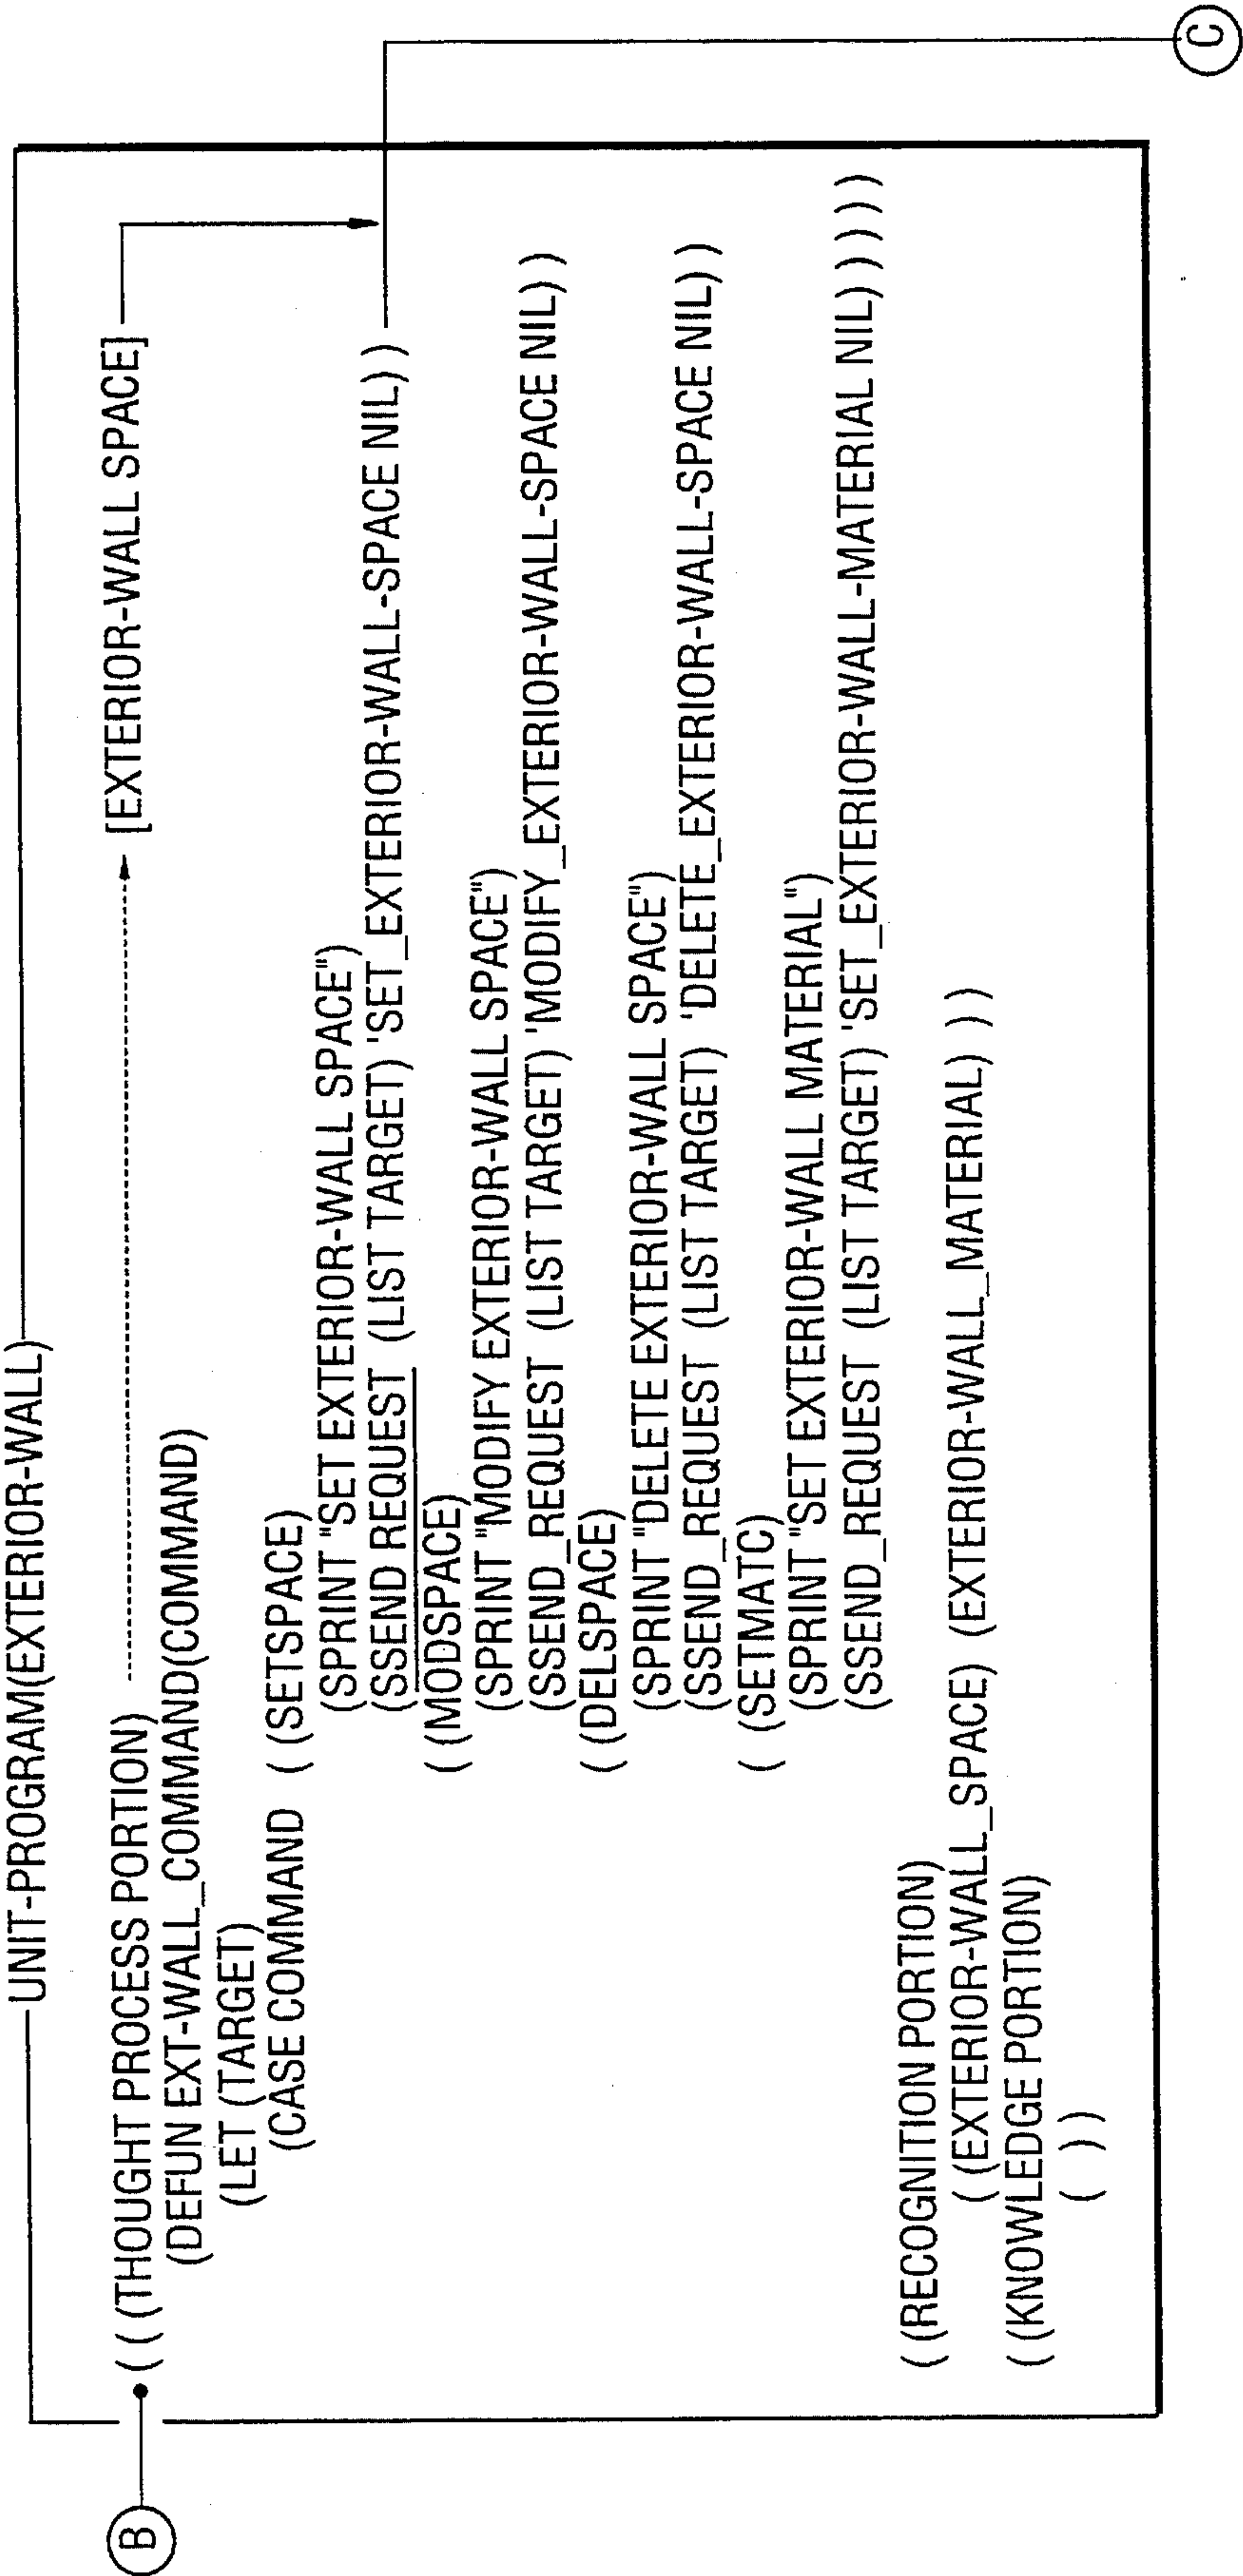 UNIT-PROGRAM(EXTERIOR-WALL)
B
( ( (THOUGHT PROCESS PORTION) [EXTERIOR-WALL SPACE]
(DEFUN EXT-WALL_COMMAND(COMMAND)
(LET (TARGET)
(CASE COMMAND ( (SETSPACE)
(SPRINT "SET EXTERIOR-WALL SPACE")
(SSEND REQUEST (LIST TARGET) 'SET_EXTERIOR-WALL-SPACE NIL) )
( (MODSPACE)
(SPRINT "MODIFY EXTERIOR-WALL SPACE")
(SSEND_REQUEST (LIST TARGET) 'MODIFY_EXTERIOR-WALL-SPACE NIL) )
( (DELSPACE)
(SPRINT "DELETE EXTERIOR-WALL SPACE")
(SSEND_REQUEST (LIST TARGET) 'DELETE_EXTERIOR-WALL-SPACE NIL) )
( (SETMATC)
(SPRINT "SET EXTERIOR-WALL MATERIAL")
(SSEND_REQUEST (LIST TARGET) 'SET_EXTERIOR-WALL-MATERIAL NIL) ) ) ) )
( (RECOGNITION PORTION)
( (EXTERIOR-WALL_SPACE) (EXTERIOR-WALL_MATERIAL) ) )
( (KNOWLEDGE PORTION)
( ) )
C